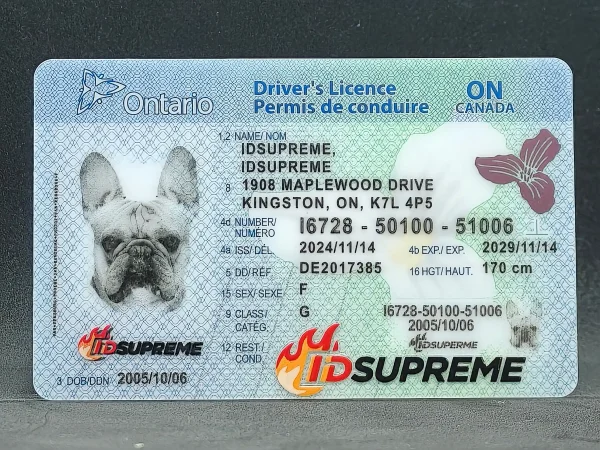 Ontario
Driver's Licence
Permis de conduire
ON
CANADA
1,2 NAME/ NOM
IDSUPREME,
IDSUPREME
8 1908 MAPLEWOOD DRIVE
KINGSTON, ON, K7L 4P5
4d NUMBER/ NUMÉRO I6728 - 50100 - 51006
4a ISS/ DÉL. 2024/11/14 4b EXP./ EXP. 2029/11/14
5 DD/RÉF. DE2017385 16 HGT/ HAUT. 170 cm
15 SEX/ SEXE F
9 CLASS/ CATÉG. G
I6728-50100-51006
2005/10/06
IDSUPERME
12 REST./ COND.
IDSUPREME
IDSUPREME
3 DOB/DDN 2005/10/06